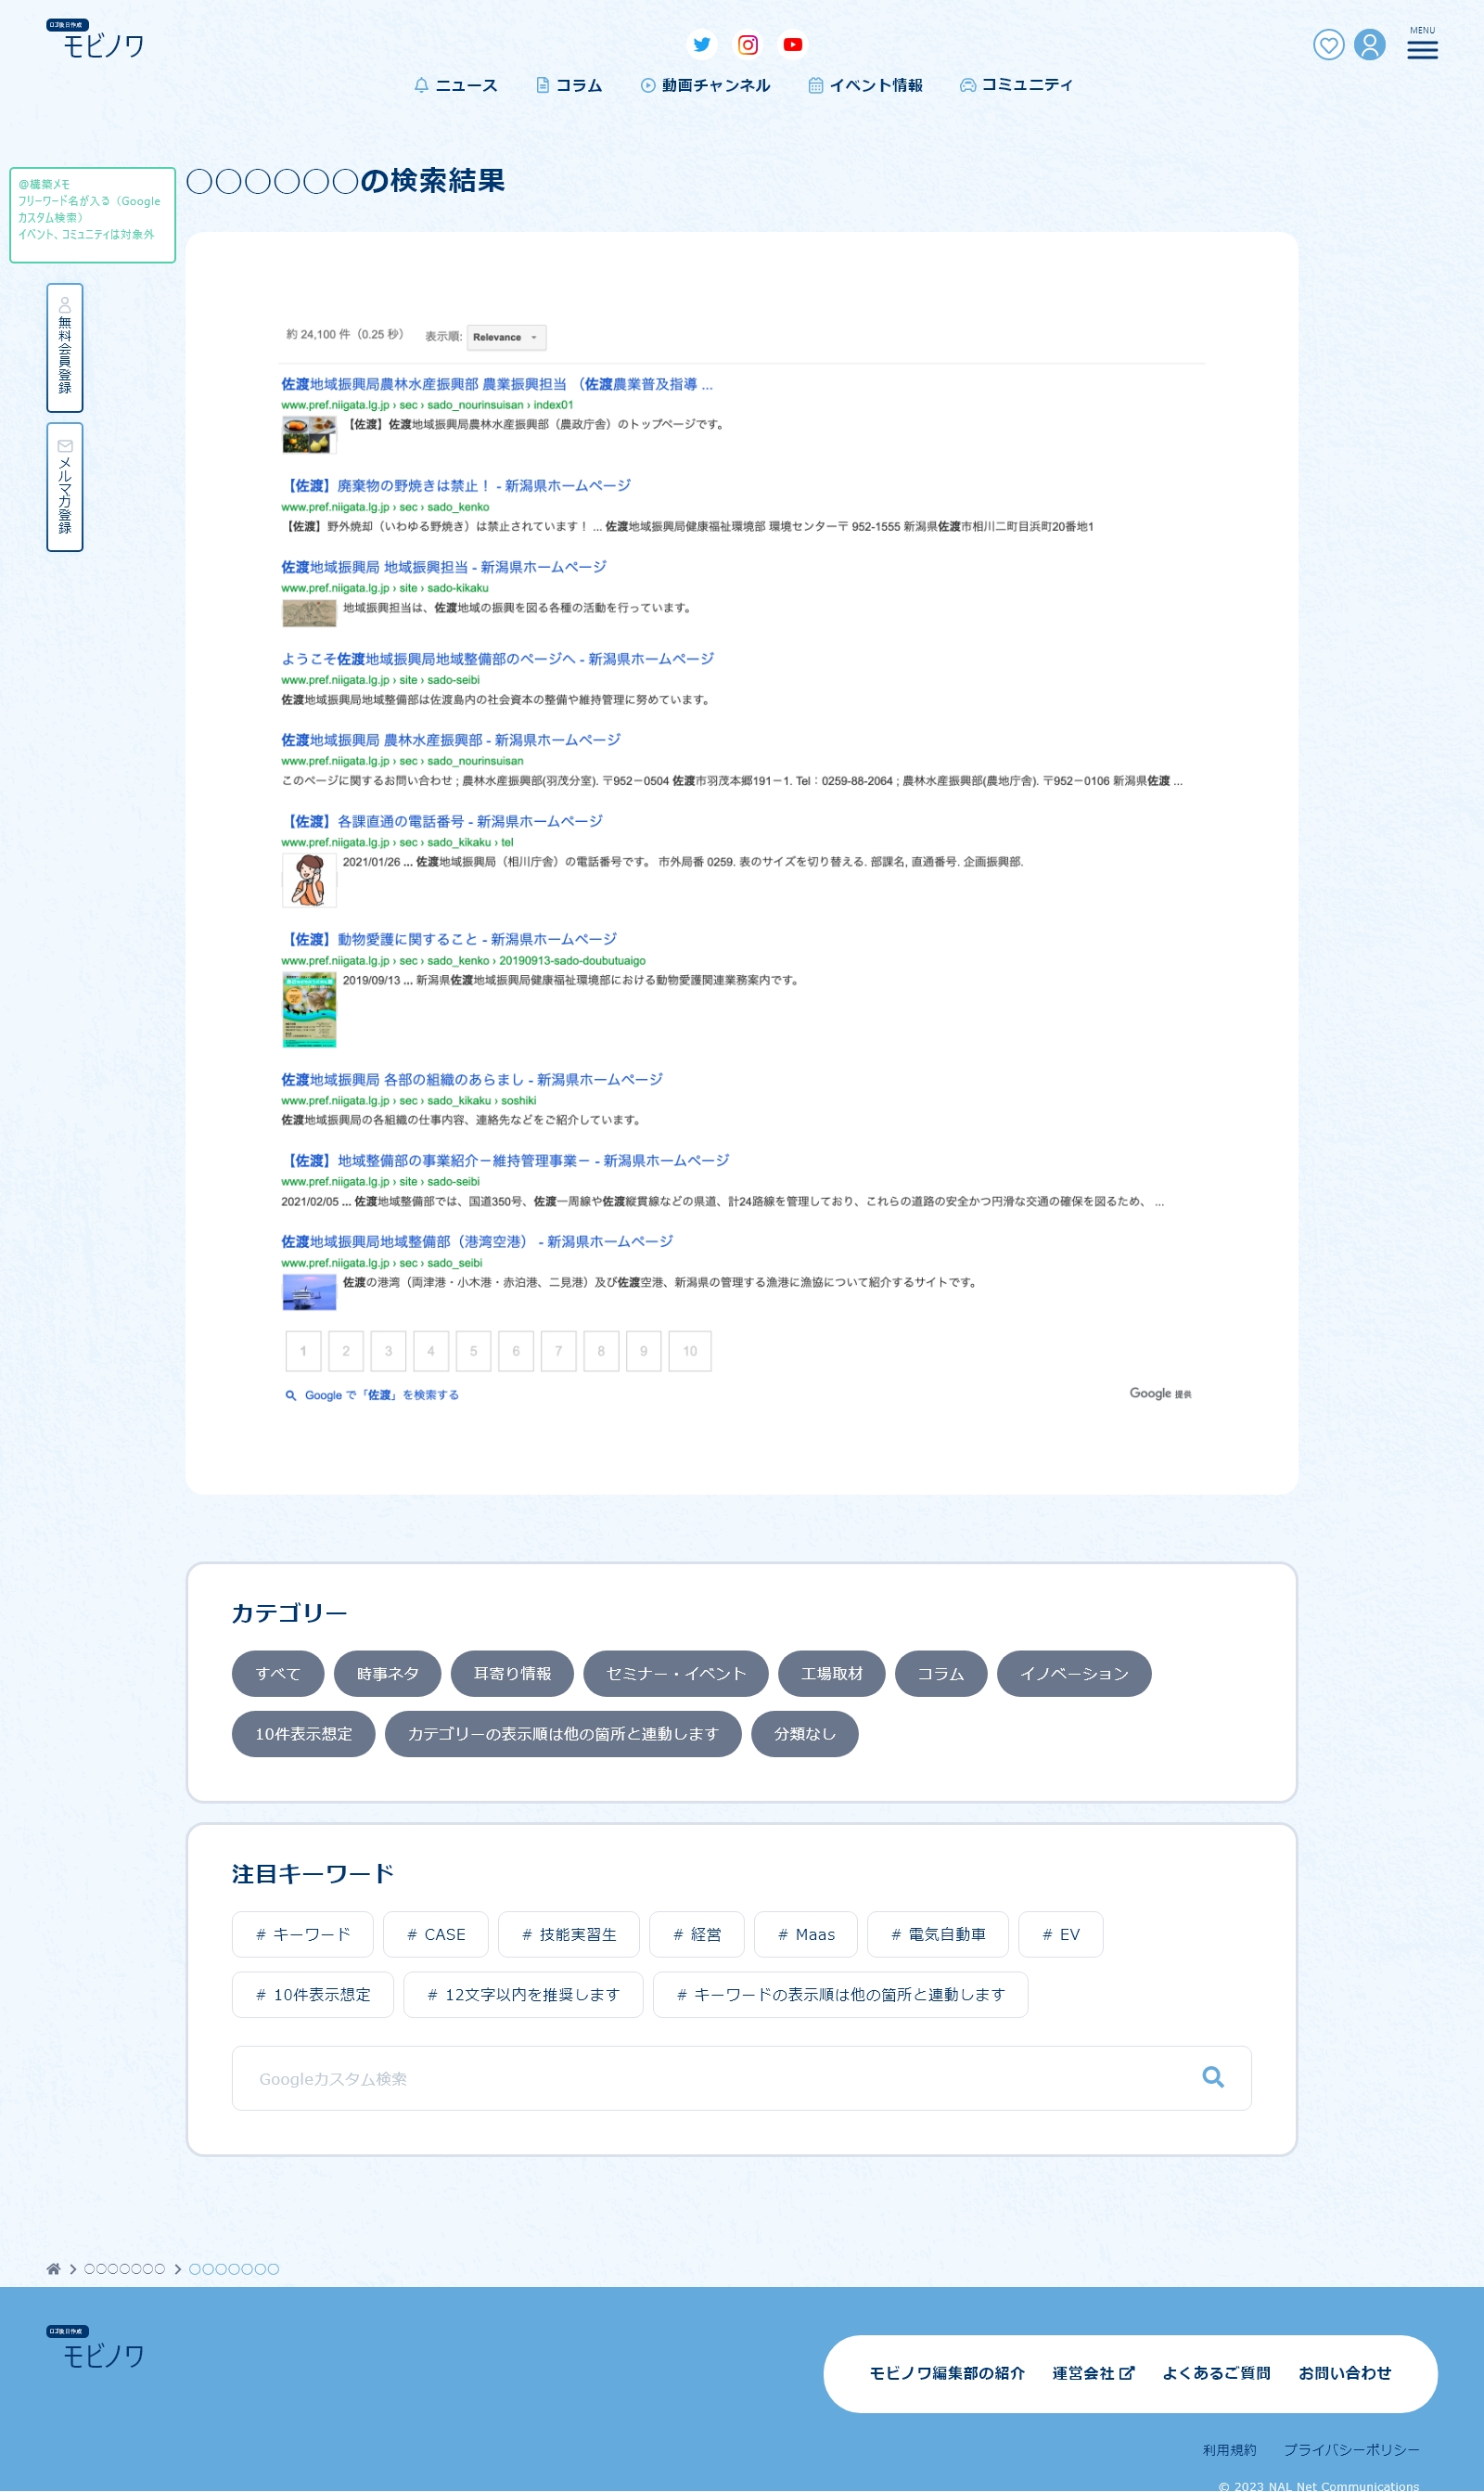 ロゴ後日作成
モビノワ
MENU
ニュース コラム 動画チャンネル イベント情報 コミュニティ
＠構築メモ
フリーワード名が入る（Google
カスタム検索）
イベント、コミュニティは対象外
無料会員登録
メルマガ登録
〇〇〇〇〇〇の検索結果
約 24,100 件（0.25 秒） 表示順: Relevance
佐渡地域振興局農林水産振興部 農業振興担当 （佐渡農業普及指導 ...
www.pref.niigata.lg.jp › sec › sado_nourinsuisan › index01
【佐渡】佐渡地域振興局農林水産振興部（農政庁舎）のトップページです。
【佐渡】廃棄物の野焼きは禁止！ - 新潟県ホームページ
www.pref.niigata.lg.jp › sec › sado_kenko
【佐渡】野外焼却（いわゆる野焼き）は禁止されています！ ... 佐渡地域振興局健康福祉環境部 環境センター〒 952-1555 新潟県佐渡市相川二町目浜町20番地1
佐渡地域振興局 地域振興担当 - 新潟県ホームページ
www.pref.niigata.lg.jp › site › sado-kikaku
地域振興担当は、佐渡地域の振興を図る各種の活動を行っています。
ようこそ佐渡地域振興局地域整備部のページへ - 新潟県ホームページ
www.pref.niigata.lg.jp › site › sado-seibi
佐渡地域振興局地域整備部は佐渡島内の社会資本の整備や維持管理に努めています。
佐渡地域振興局 農林水産振興部 - 新潟県ホームページ
www.pref.niigata.lg.jp › sec › sado_nourinsuisan
このページに関するお問い合わせ ; 農林水産振興部(羽茂分室). 〒952－0504 佐渡市羽茂本郷191－1. Tel：0259-88-2064 ; 農林水産振興部(農地庁舎). 〒952－0106 新潟県佐渡 ...
【佐渡】各課直通の電話番号 - 新潟県ホームページ
www.pref.niigata.lg.jp › sec › sado_kikaku › tel
2021/01/26 ... 佐渡地域振興局（相川庁舎）の電話番号です。 市外局番 0259. 表のサイズを切り替える. 部課名, 直通番号. 企画振興部.
【佐渡】動物愛護に関すること - 新潟県ホームページ
www.pref.niigata.lg.jp › sec › sado_kenko › 20190913-sado-doubutuaigo
2019/09/13 ... 新潟県佐渡地域振興局健康福祉環境部における動物愛護関連業務案内です。
佐渡地域振興局 各部の組織のあらまし - 新潟県ホームページ
www.pref.niigata.lg.jp › sec › sado_kikaku › soshiki
佐渡地域振興局の各組織の仕事内容、連絡先などをご紹介しています。
【佐渡】地域整備部の事業紹介－維持管理事業－ - 新潟県ホームページ
www.pref.niigata.lg.jp › site › sado-seibi
2021/02/05 ... 佐渡地域整備部では、国道350号、佐渡一周線や佐渡縦貫線などの県道、計24路線を管理しており、これらの道路の安全かつ円滑な交通の確保を図るため、 ...
佐渡地域振興局地域整備部（港湾空港） - 新潟県ホームページ
www.pref.niigata.lg.jp › sec › sado_seibi
佐渡の港湾（両津港・小木港・赤泊港、二見港）及び佐渡空港、新潟県の管理する漁港に漁協について紹介するサイトです。
1 2 3 4 5 6 7 8 9 10
Google で「佐渡」を検索する
Google 提供
カテゴリー
すべて 時事ネタ 耳寄り情報 セミナー・イベント 工場取材 コラム イノベーション
10件表示想定 カテゴリーの表示順は他の箇所と連動します 分類なし
注目キーワード
# キーワード # CASE # 技能実習生 # 経営 # Maas # 電気自動車 # EV
# 10件表示想定 # 12文字以内を推奨します # キーワードの表示順は他の箇所と連動します
Googleカスタム検索
〇〇〇〇〇〇〇 〇〇〇〇〇〇〇
ロゴ後日作成
モビノワ
モビノワ編集部の紹介 運営会社 よくあるご質問 お問い合わせ
利用規約 プライバシーポリシー
© 2023 NAL Net Communications